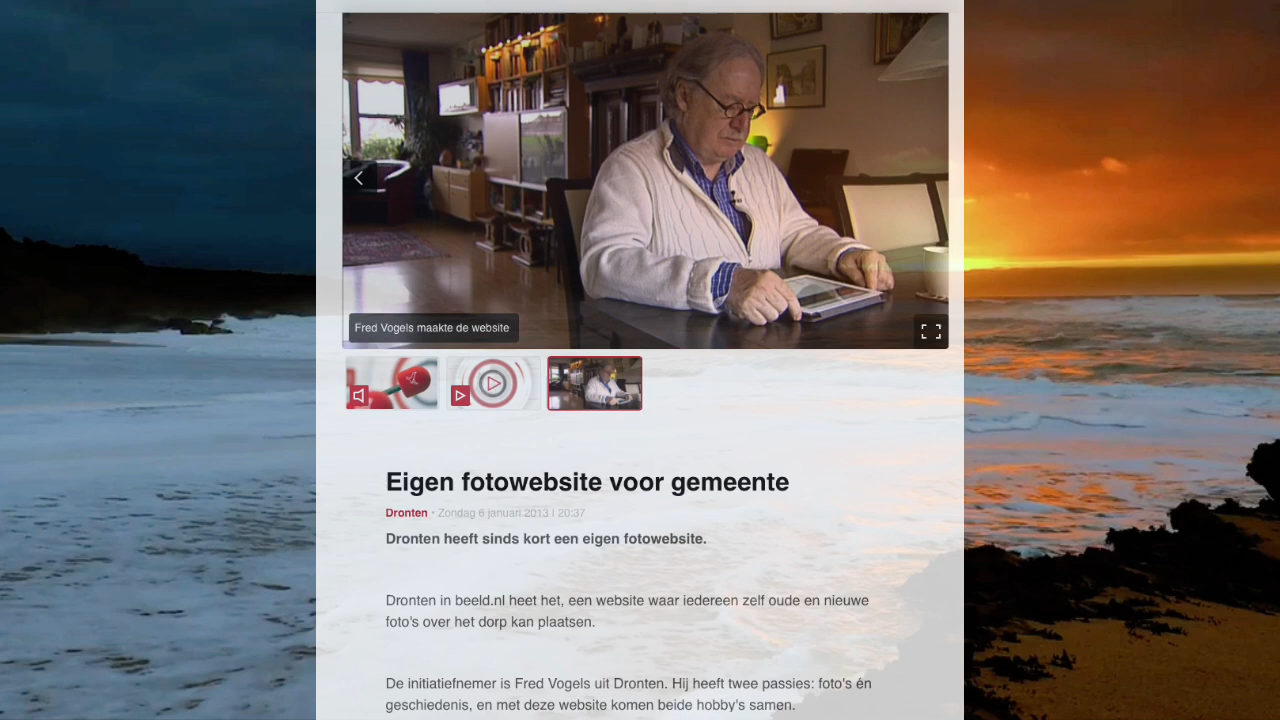 Fred Vogels maakte de website
Eigen fotowebsite voor gemeente
Dronten • Zondag 6 januari 2013 | 20:37
Dronten heeft sinds kort een eigen fotowebsite.
Dronten in beeld.nl heet het, een website waar iedereen zelf oude en nieuwe
foto's over het dorp kan plaatsen.
De initiatiefnemer is Fred Vogels uit Dronten. Hij heeft twee passies: foto's én
geschiedenis, en met deze website komen beide hobby's samen.